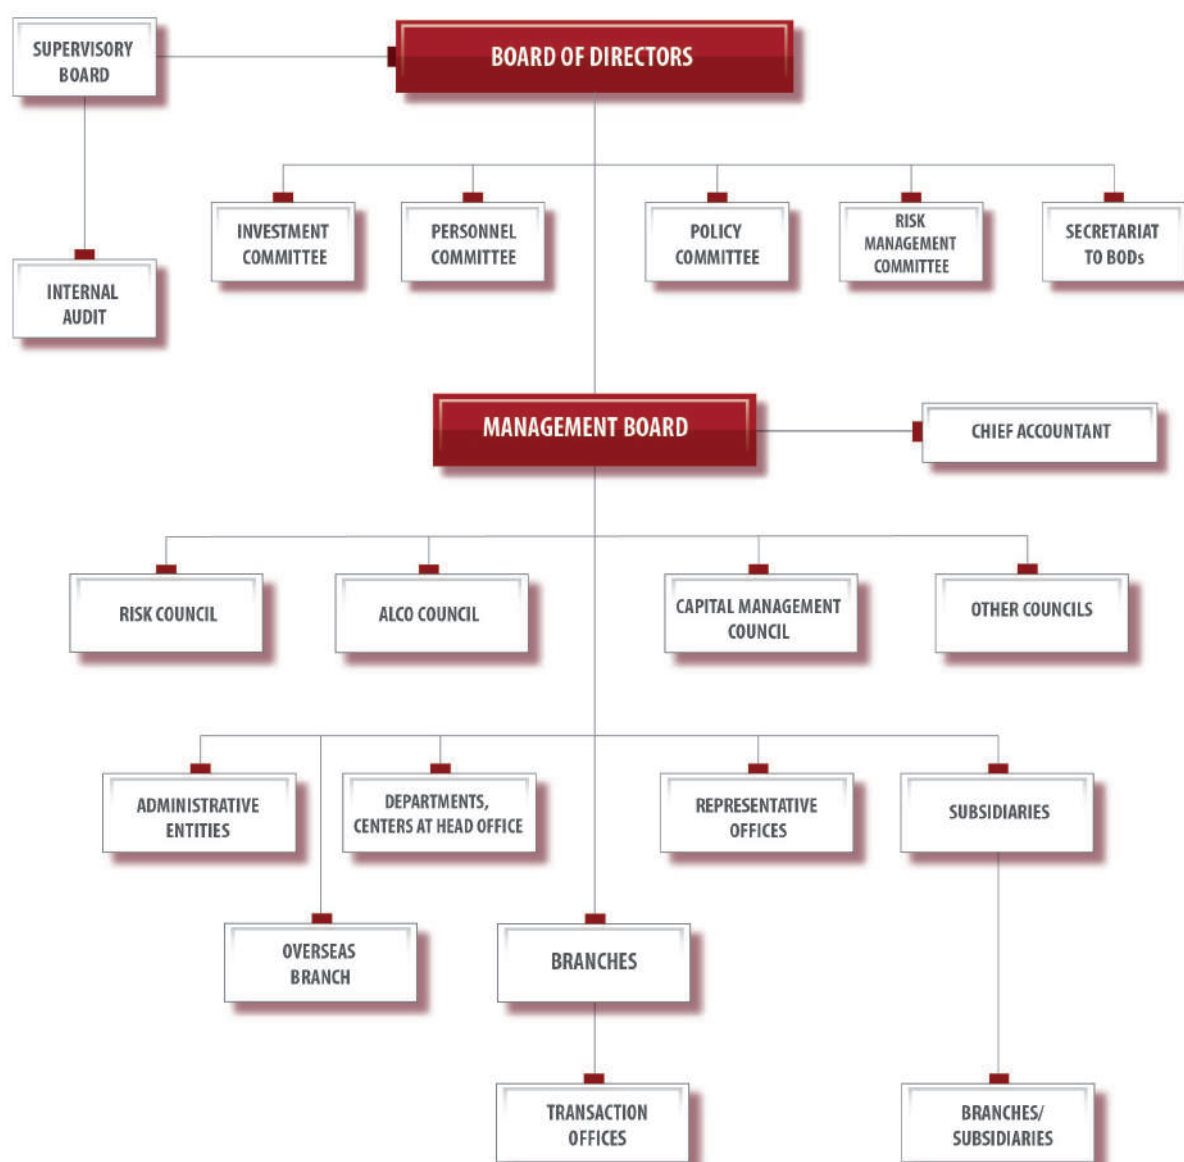 SUPERVISORY
BOARD
BOARD OF DIRECTORS
INVESTMENT
COMMITTEE
PERSONNEL
COMMITTEE
POLICY
COMMITTEE
RISK
MANAGEMENT
COMMITTEE
SECRETARIAT
TO BODs
INTERNAL
AUDIT
MANAGEMENT BOARD
CHIEF ACCOUNTANT
RISK COUNCIL
ALCO COUNCIL
CAPITAL MANAGEMENT
COUNCIL
OTHER COUNCILS
ADMINISTRATIVE
ENTITIES
DEPARTMENTS,
CENTERS AT HEAD OFFICE
REPRESENTATIVE
OFFICES
SUBSIDIARIES
OVERSEAS
BRANCH
BRANCHES
TRANSACTION
OFFICES
BRANCHES/
SUBSIDIARIES